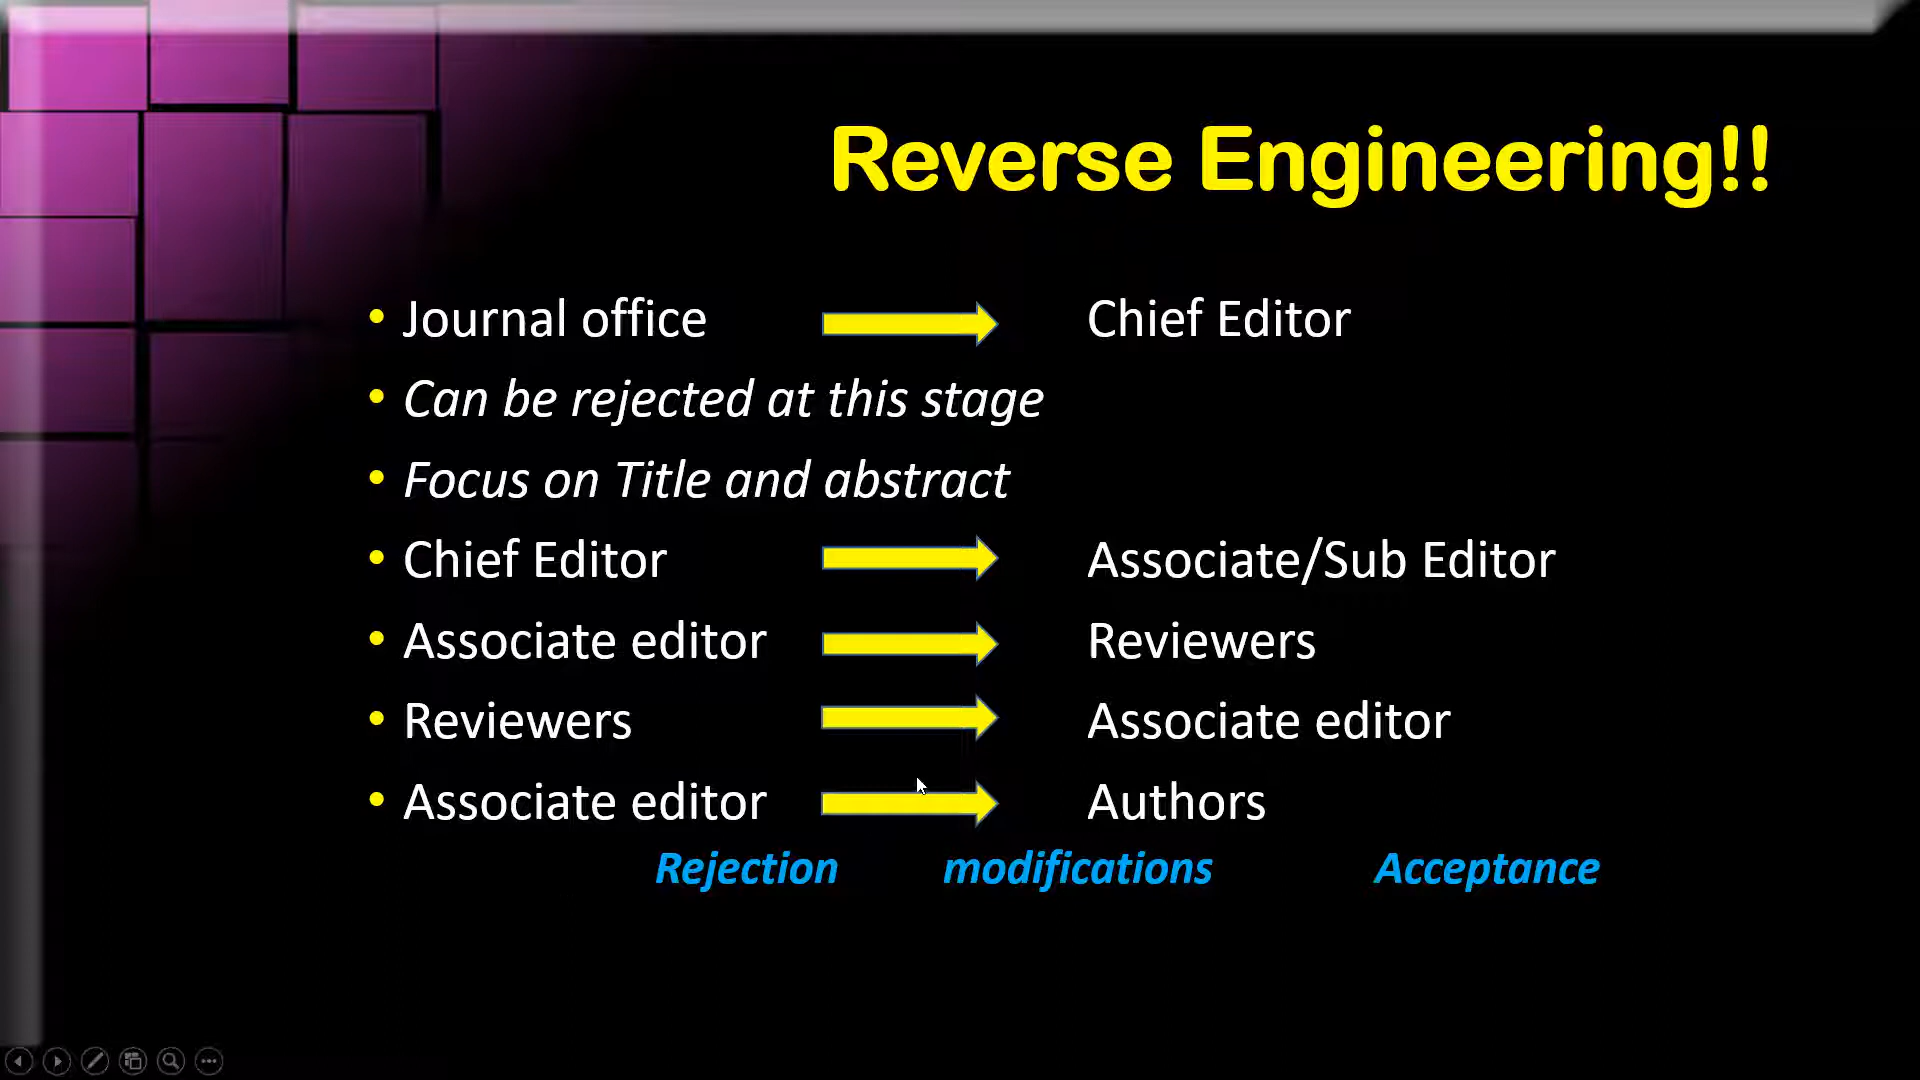 Reverse Engineering!!
• Journal office Chief Editor
• Can be rejected at this stage
• Focus on Title and abstract
• Chief Editor Associate/Sub Editor
• Associate editor Reviewers
• Reviewers Associate editor
• Associate editor Authors
Rejection modifications Acceptance